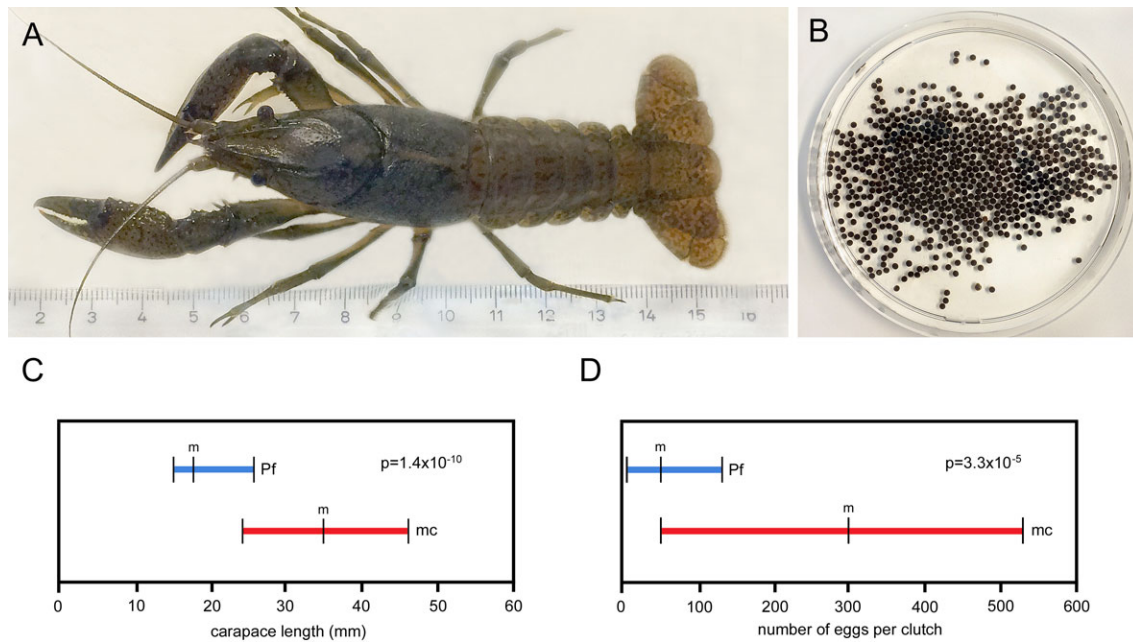 A
B
2 3 4 5 6 7 8 9 10 11 12 13 14 15 16
C
D
m
Pf
p=1.4x10⁻¹⁰
m
mc
0 10 20 30 40 50 60
carapace length (mm)
m
Pf
p=3.3x10⁻⁵
m
mc
0 100 200 300 400 500 600
number of eggs per clutch